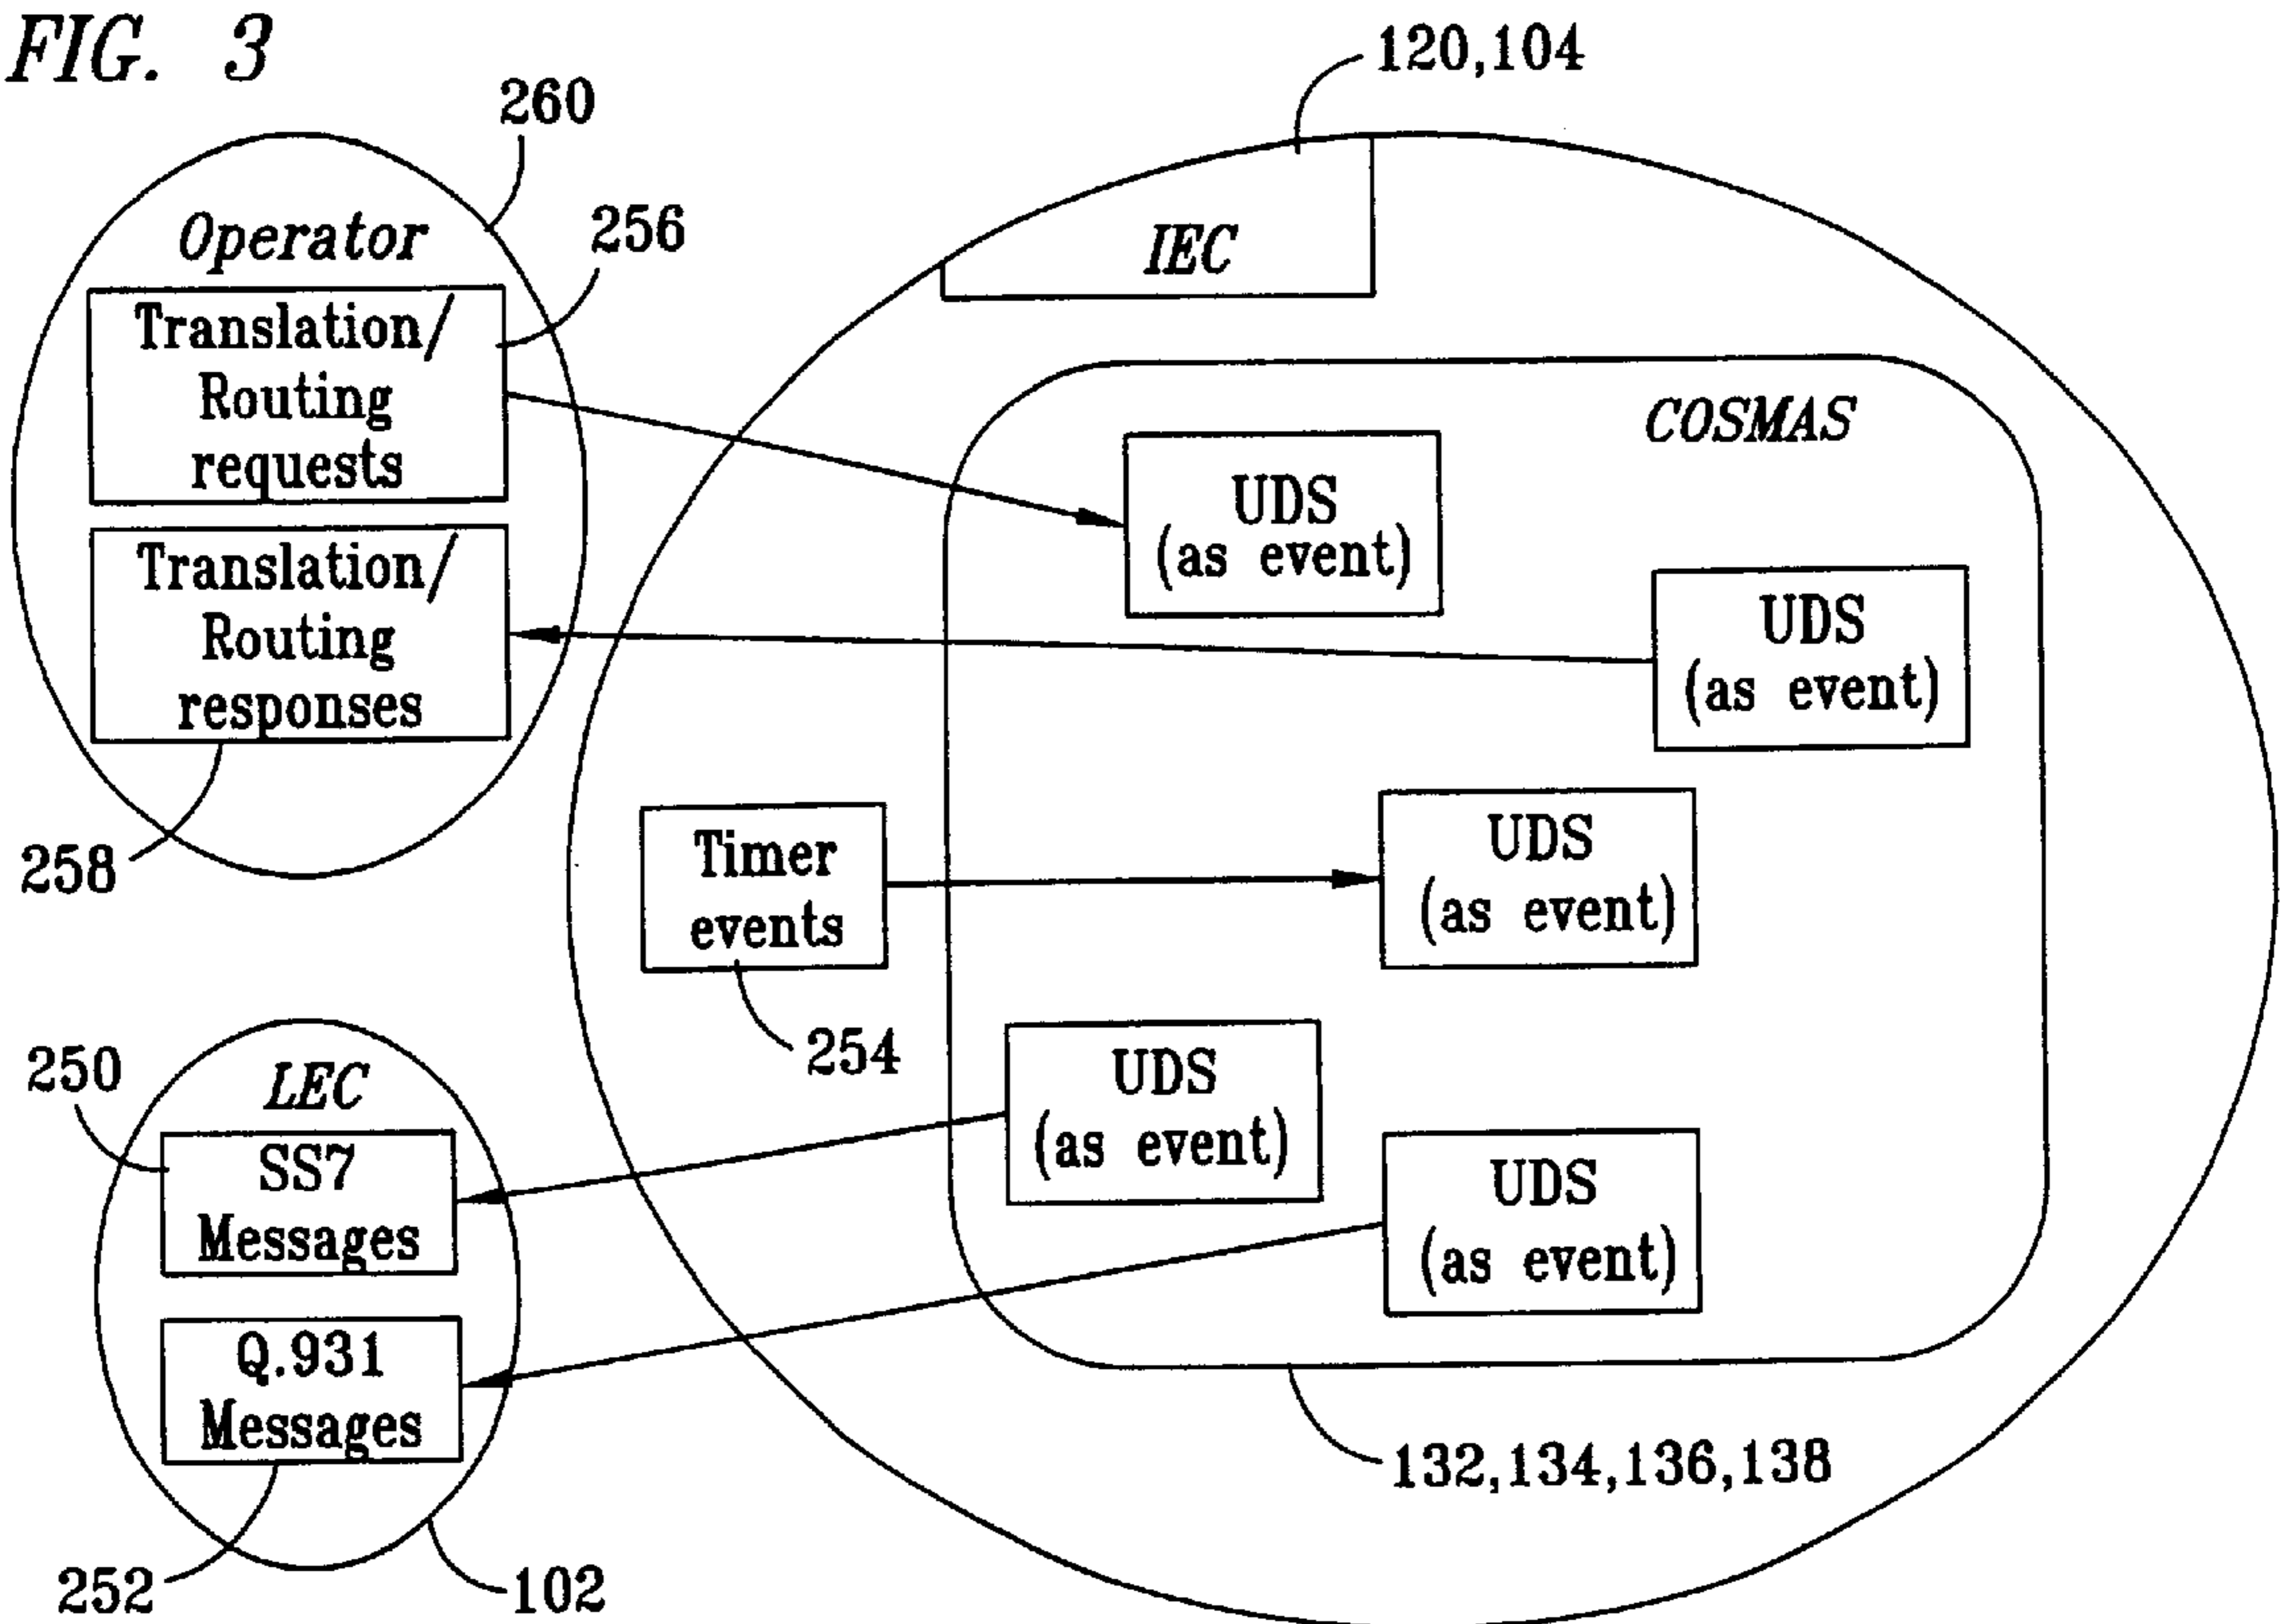 FIG. 3
120,104
260
Operator
256
Translation/
Routing
requests
Translation/
Routing
responses
258
IEC
COSMAS
UDS
(as event)
UDS
(as event)
Timer
events
254
UDS
(as event)
UDS
(as event)
UDS
(as event)
250
LEC
SS7
Messages
Q.931
Messages
252
102
132,134,136,138